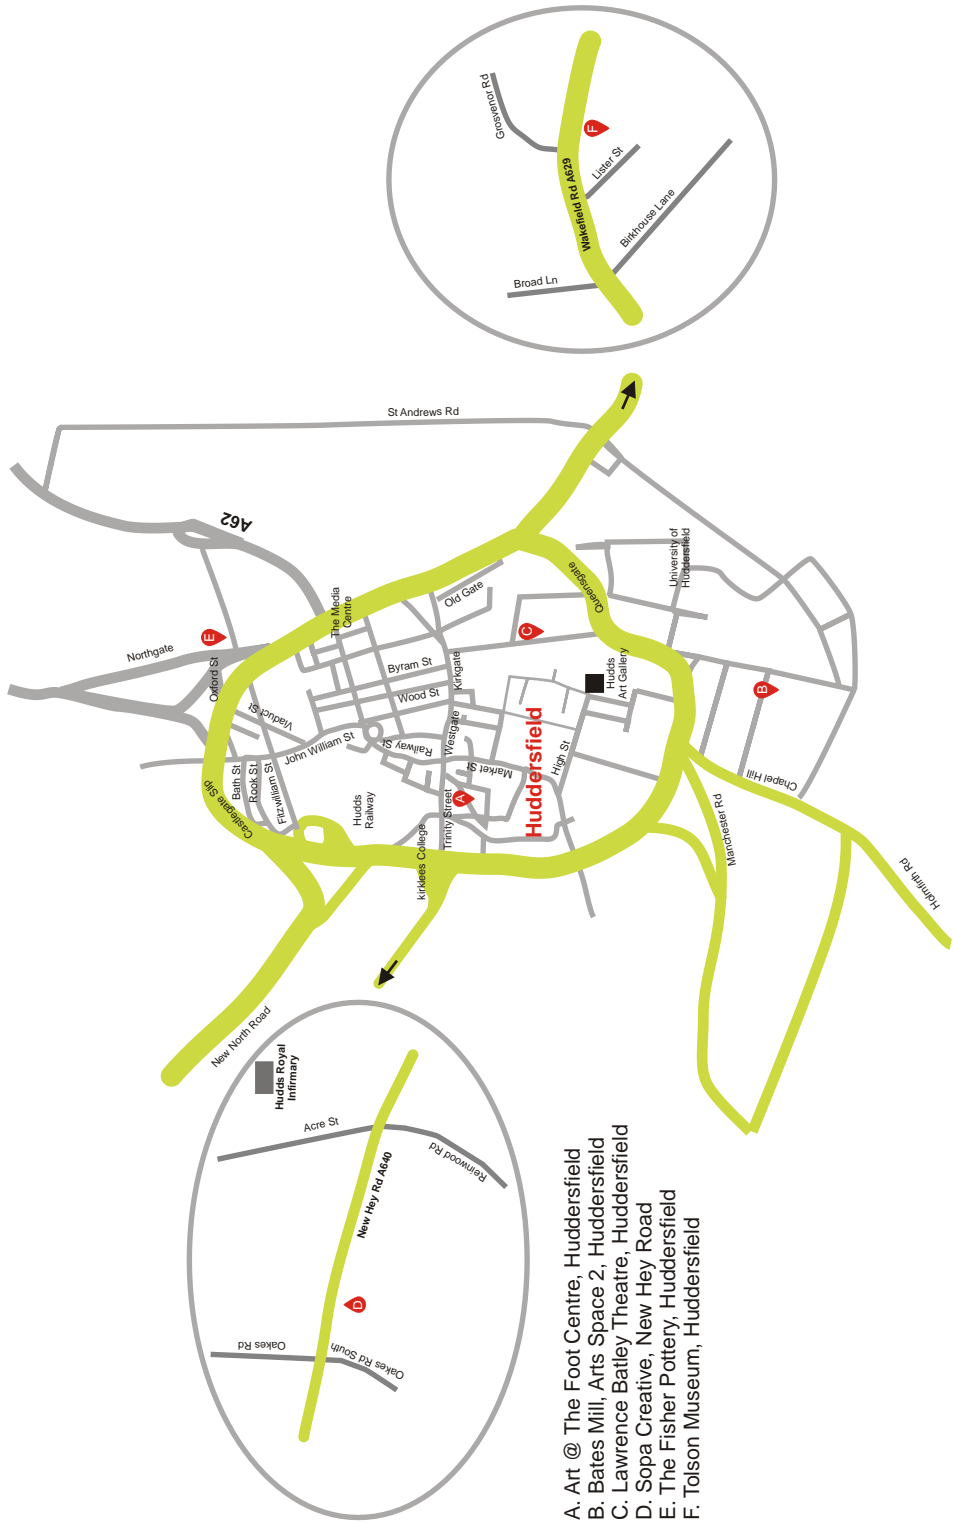 Grosvenor Rd
F
Wakefield Rd A629
Lister St
Birkhouse Lane
Broad Ln
St Andrews Rd
A62
Northgate
E
Oxford St
Viaduct St
The Media
Centre
Old Gate
Queensgate
University of
Huddersfield
Byram St
Kirkgate
Wood St
C
Hudds
Art Gallery
B
John William St
Railway St
Westgate
Market St
Huddersfield
High St
Chapel Hill
Castlegate Slip
Bath St
Rook St
Fitzwilliam St
Hudds
Railway
kirklees College
Trinity Street
A
Manchester Rd
Holmfirth Rd
New North Road
Hudds Royal
Infirmary
Acre St
Reinwood Rd
New Hey Rd A640
D
Oakes Rd
Oakes Rd South
A. Art @ The Foot Centre, Huddersfield
B. Bates Mill, Arts Space 2, Huddersfield
C. Lawrence Batley Theatre, Huddersfield
D. Sopa Creative, New Hey Road
E. The Fisher Pottery, Huddersfield
F. Tolson Museum, Huddersfield